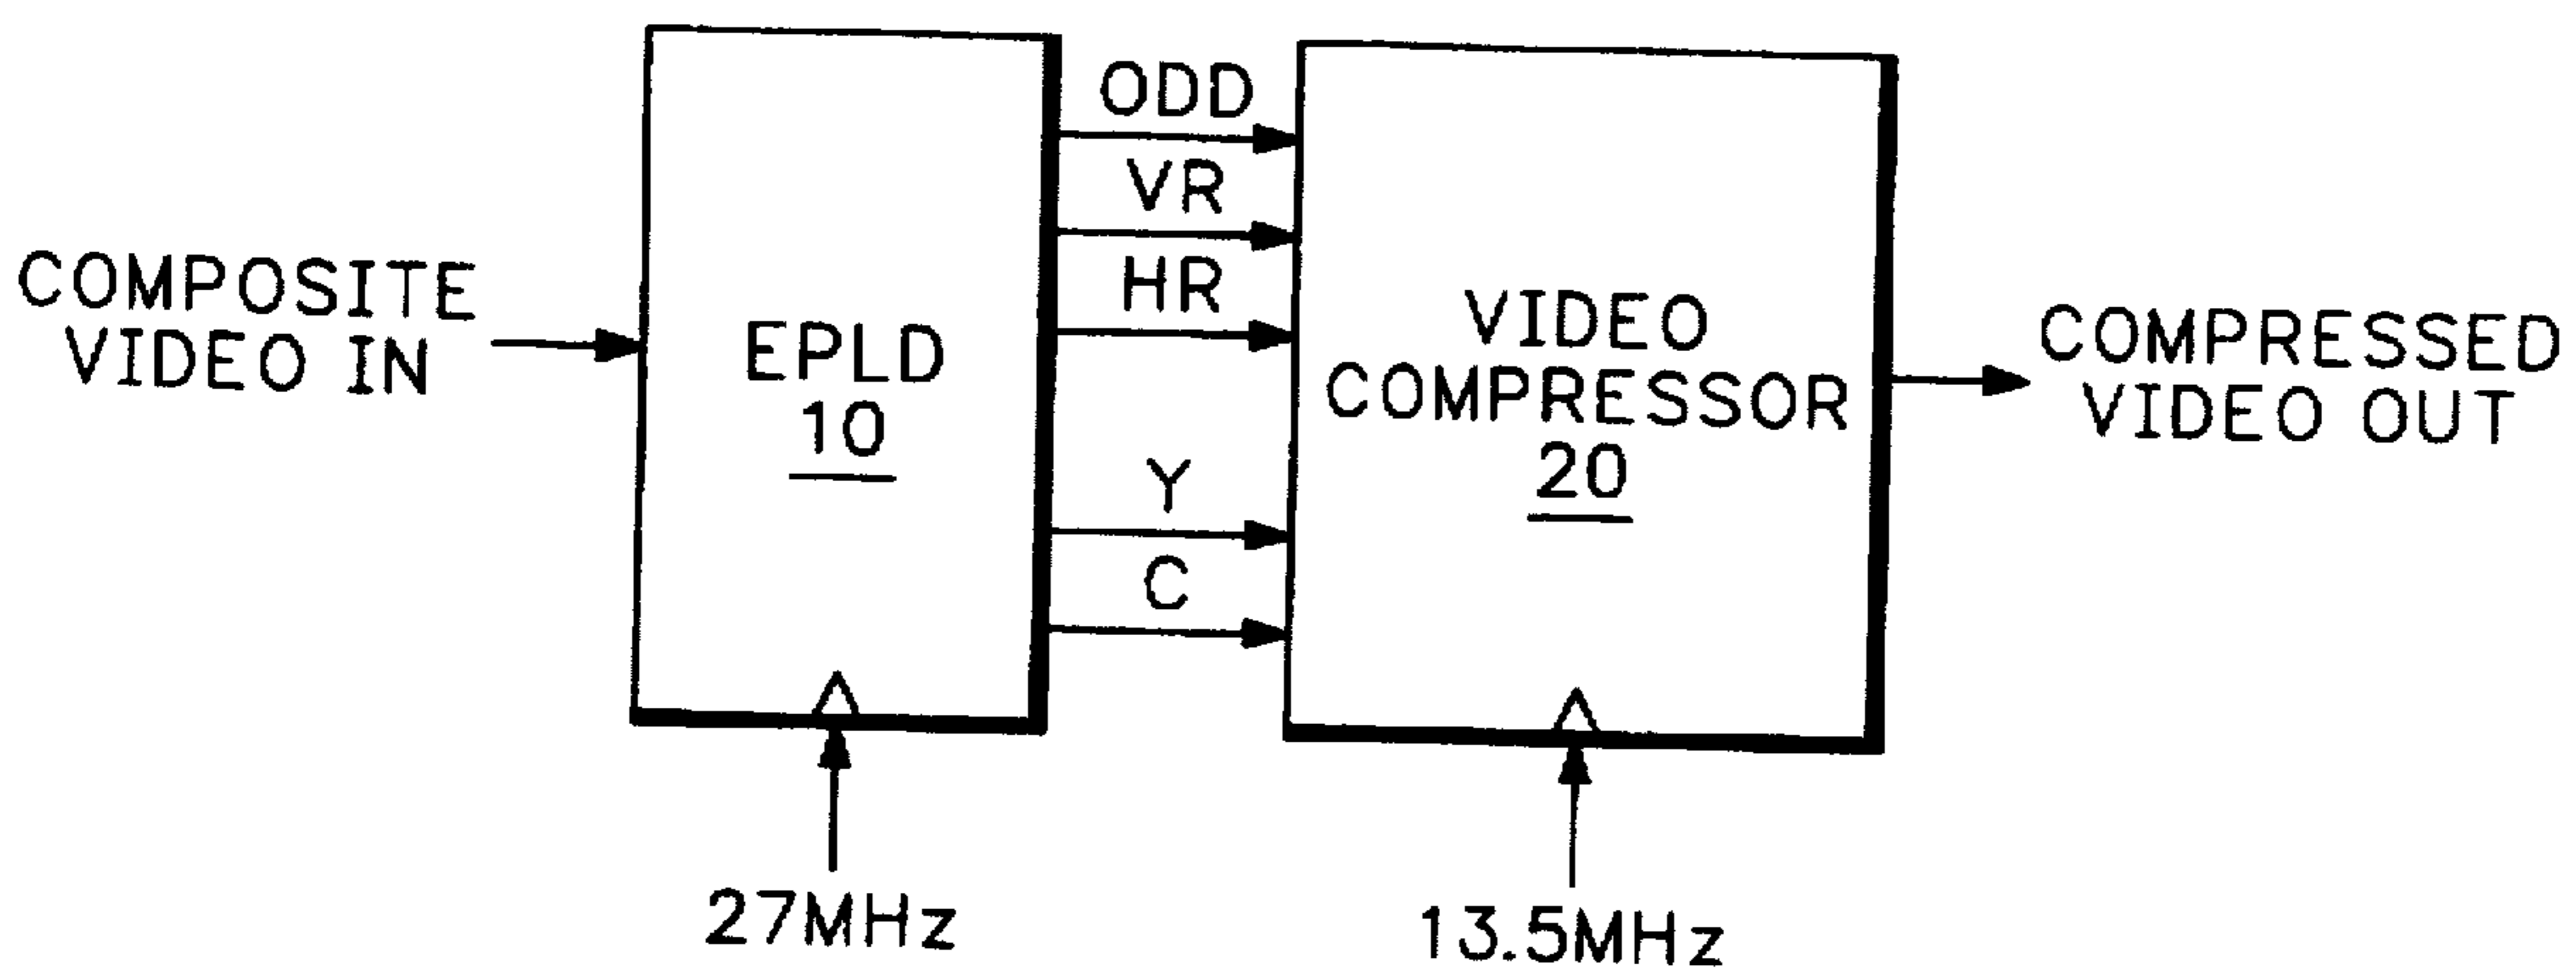 COMPOSITE
VIDEO IN
EPLD
10
ODD
VR
HR
Y
C
VIDEO
COMPRESSOR
20
COMPRESSED
VIDEO OUT
27MHz
13.5MHz